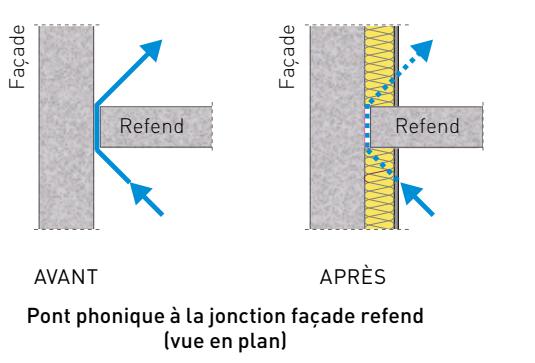 Façade
Refend
Façade
Refend
AVANT
APRÈS
Pont phonique à la jonction façade refend
(vue en plan)